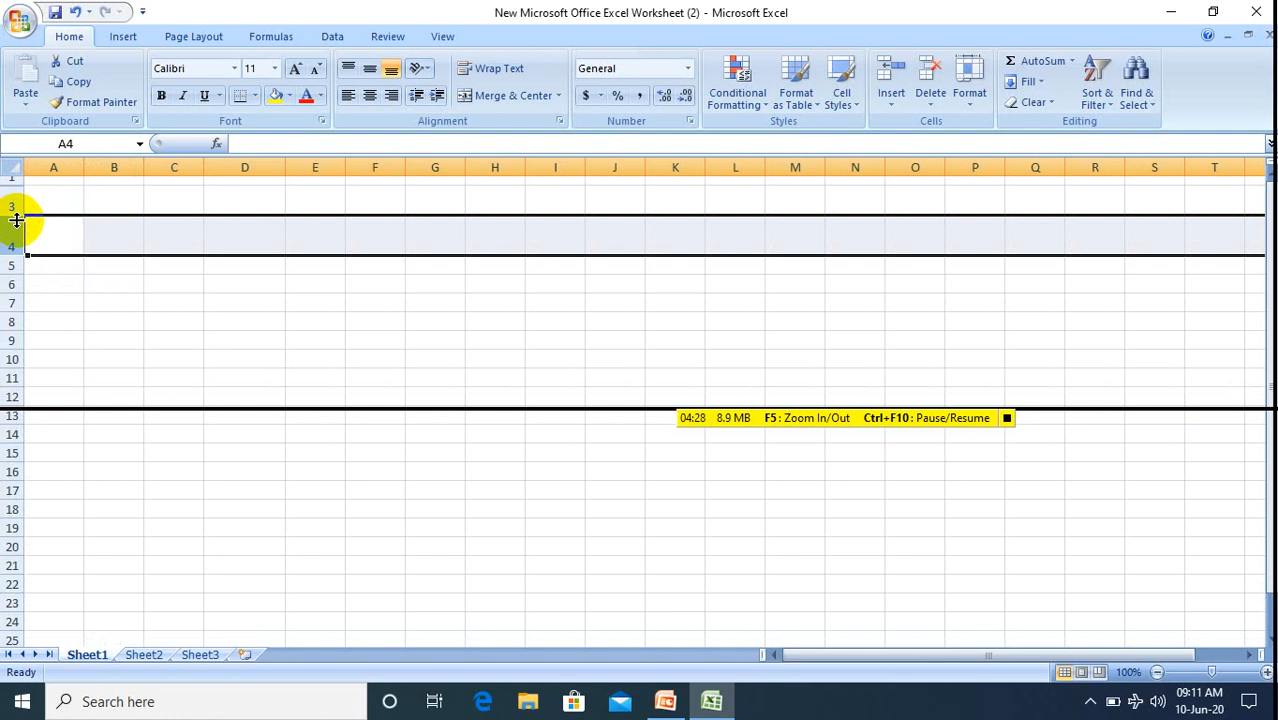 New Microsoft Office Excel Worksheet (2) - Microsoft Excel
Home Insert Page Layout Formulas Data Review View
Paste
Cut
Copy
Format Painter
Clipboard
Calibri 11
B I U A
Font
Wrap Text
Merge & Center
Alignment
General
$ % ,
Number
Conditional Formatting
Format as Table
Cell Styles
Styles
Insert Delete Format
Cells
Σ AutoSum
Fill
Clear
Sort & Filter
Find & Select
Editing
A4 fx
A B C D E F G H I J K L M N O P Q R S T
1
3
4
5
6
7
8
9
10
11
12
13
04:28 8.9 MB F5: Zoom In/Out Ctrl+F10: Pause/Resume
14
15
16
17
18
19
20
21
22
23
24
25
Sheet1 Sheet2 Sheet3
Ready 100%
Search here
09:11 AM
10-Jun-20